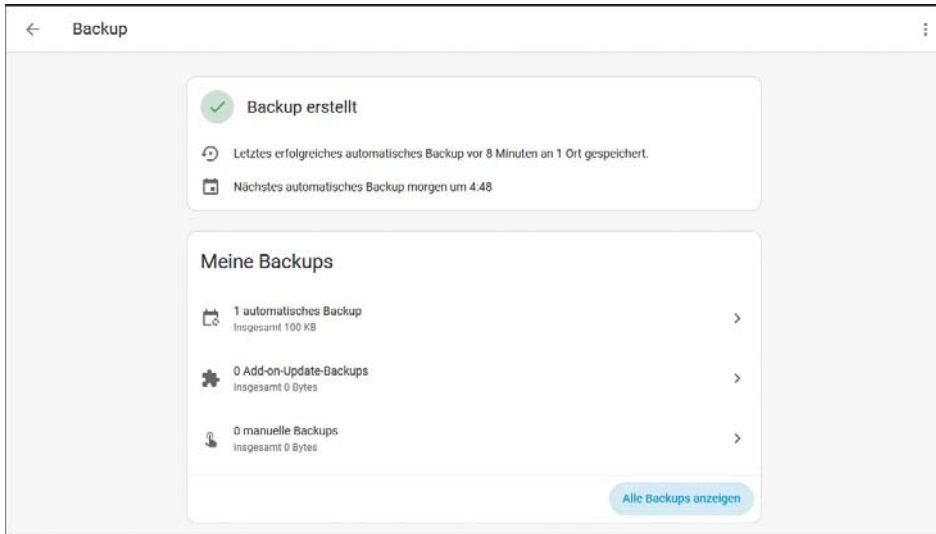 Backup
Backup erstellt
Letztes erfolgreiches automatisches Backup vor 8 Minuten an 1 Ort gespeichert.
Nächstes automatisches Backup morgen um 4:48
Meine Backups
1 automatisches Backup
Insgesamt 100 KB
0 Add-on-Update-Backups
Insgesamt 0 Bytes
0 manuelle Backups
Insgesamt 0 Bytes
Alle Backups anzeigen